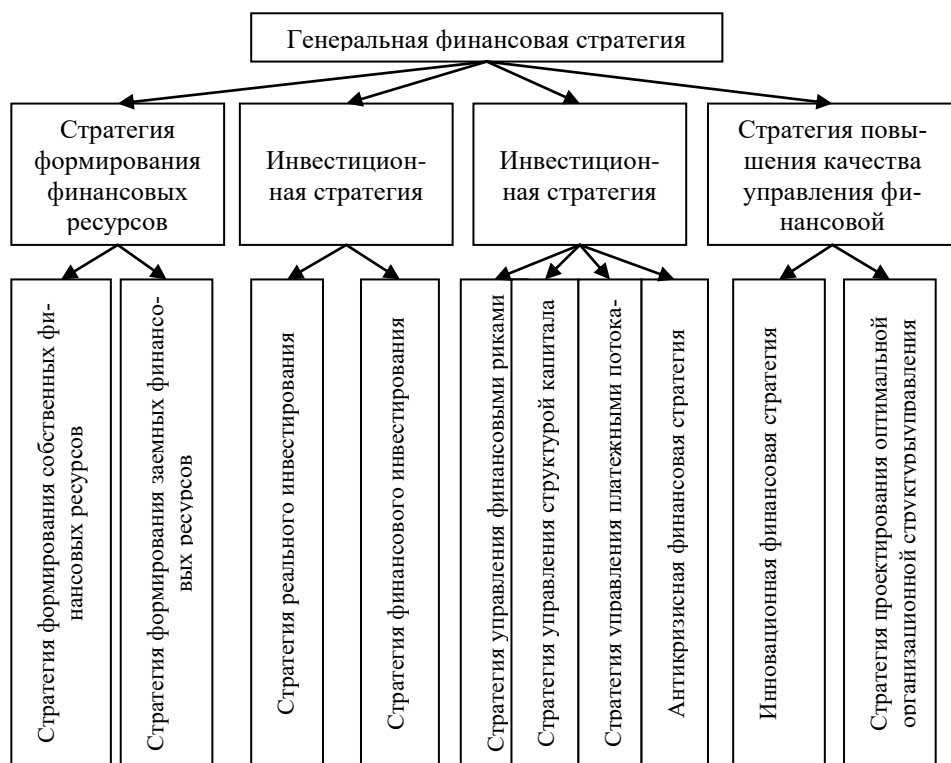 Генеральная финансовая стратегия
Стратегия
формирования
финансовых
ресурсов
Инвестицион-
ная стратегия
Инвестицион-
ная стратегия
Стратегия повы-
шения качества
управления фи-
нансовой
Стратегия формирования собственных фи-
нансовых ресурсов
Стратегия формирования заемных финансо-
вых ресурсов
Стратегия реального инвестирования
Стратегия финансового инвестирования
Стратегия управления финансовыми риками
Стратегия управления структурой капитала
Стратегия управления платежными потока-
Антикризисная финансовая стратегия
Инновационная финансовая стратегия
Стратегия проектирования оптимальной
организационной структурыуправления